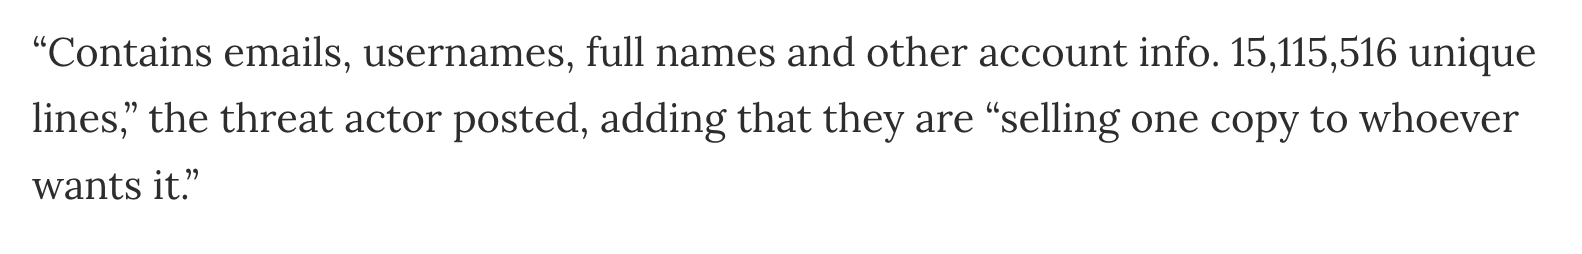 “Contains emails, usernames, full names and other account info. 15,115,516 unique
lines,” the threat actor posted, adding that they are “selling one copy to whoever
wants it.”